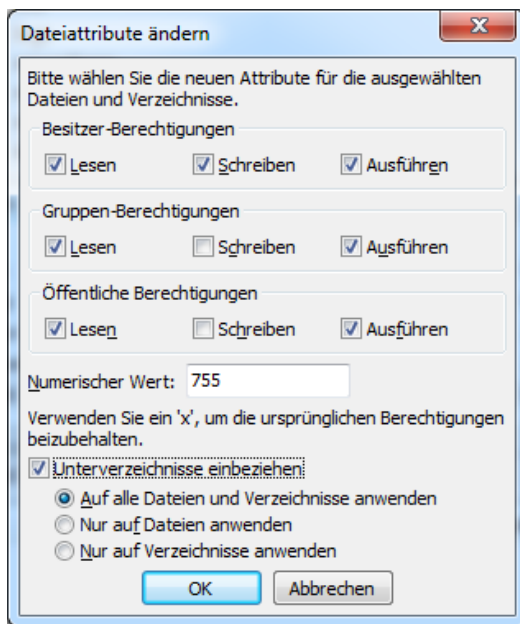 Dateiattribute ändern
Bitte wählen Sie die neuen Attribute für die ausgewählten
Dateien und Verzeichnisse.
Besitzer-Berechtigungen
Lesen Schreiben Ausführen
Gruppen-Berechtigungen
Lesen Schreiben Ausführen
Öffentliche Berechtigungen
Lesen Schreiben Ausführen
Numerischer Wert: 755
Verwenden Sie ein 'x', um die ursprünglichen Berechtigungen
beizubehalten.
Unterverzeichnisse einbeziehen
Auf alle Dateien und Verzeichnisse anwenden
Nur auf Dateien anwenden
Nur auf Verzeichnisse anwenden
OK Abbrechen